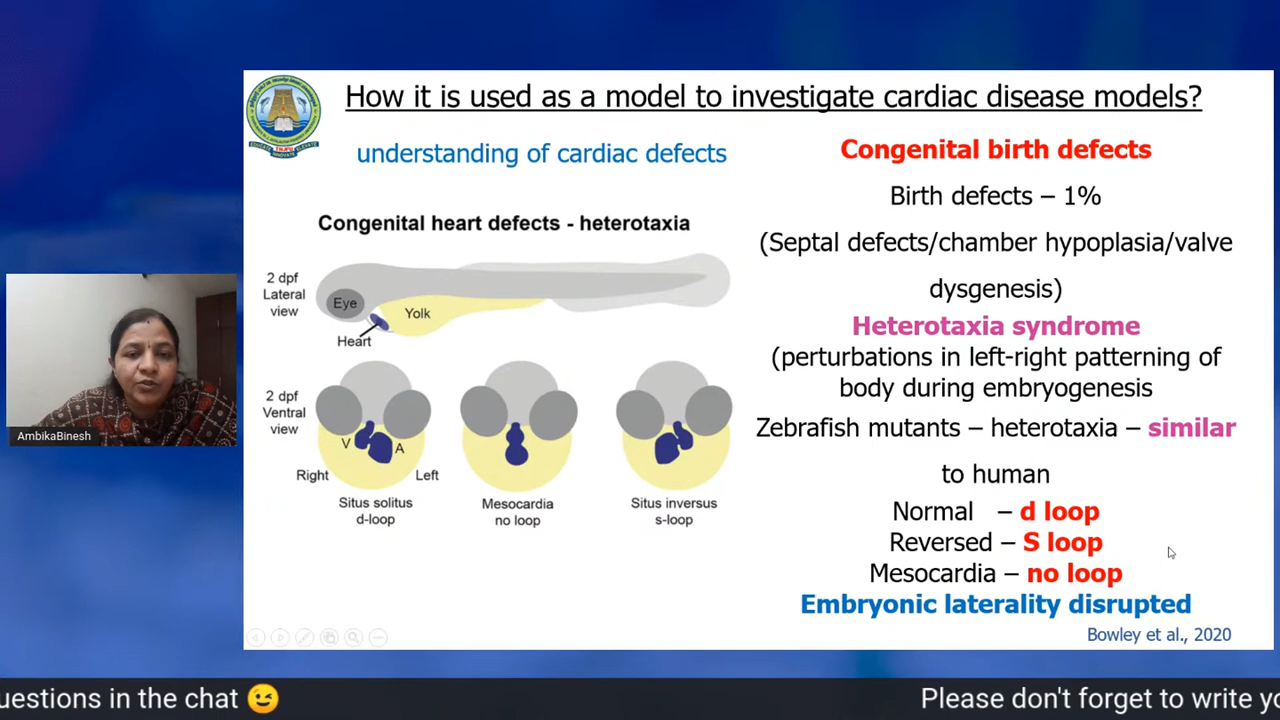 How it is used as a model to investigate cardiac disease models?
understanding of cardiac defects
Congenital heart defects - heterotaxia
2 dpf
Lateral
view
Eye
Yolk
Heart
2 dpf
Ventral
view
V
A
Right
Left
Situs solitus
d-loop
Mesocardia
no loop
Situs inversus
s-loop
Congenital birth defects
Birth defects – 1%
(Septal defects/chamber hypoplasia/valve
dysgenesis)
Heterotaxia syndrome
(perturbations in left-right patterning of
body during embryogenesis
Zebrafish mutants – heterotaxia – similar
to human
Normal – d loop
Reversed – S loop
Mesocardia – no loop
Embryonic laterality disrupted
Bowley et al., 2020
AmbikaBinesh
uestions in the chat 😉 Please don't forget to write yo